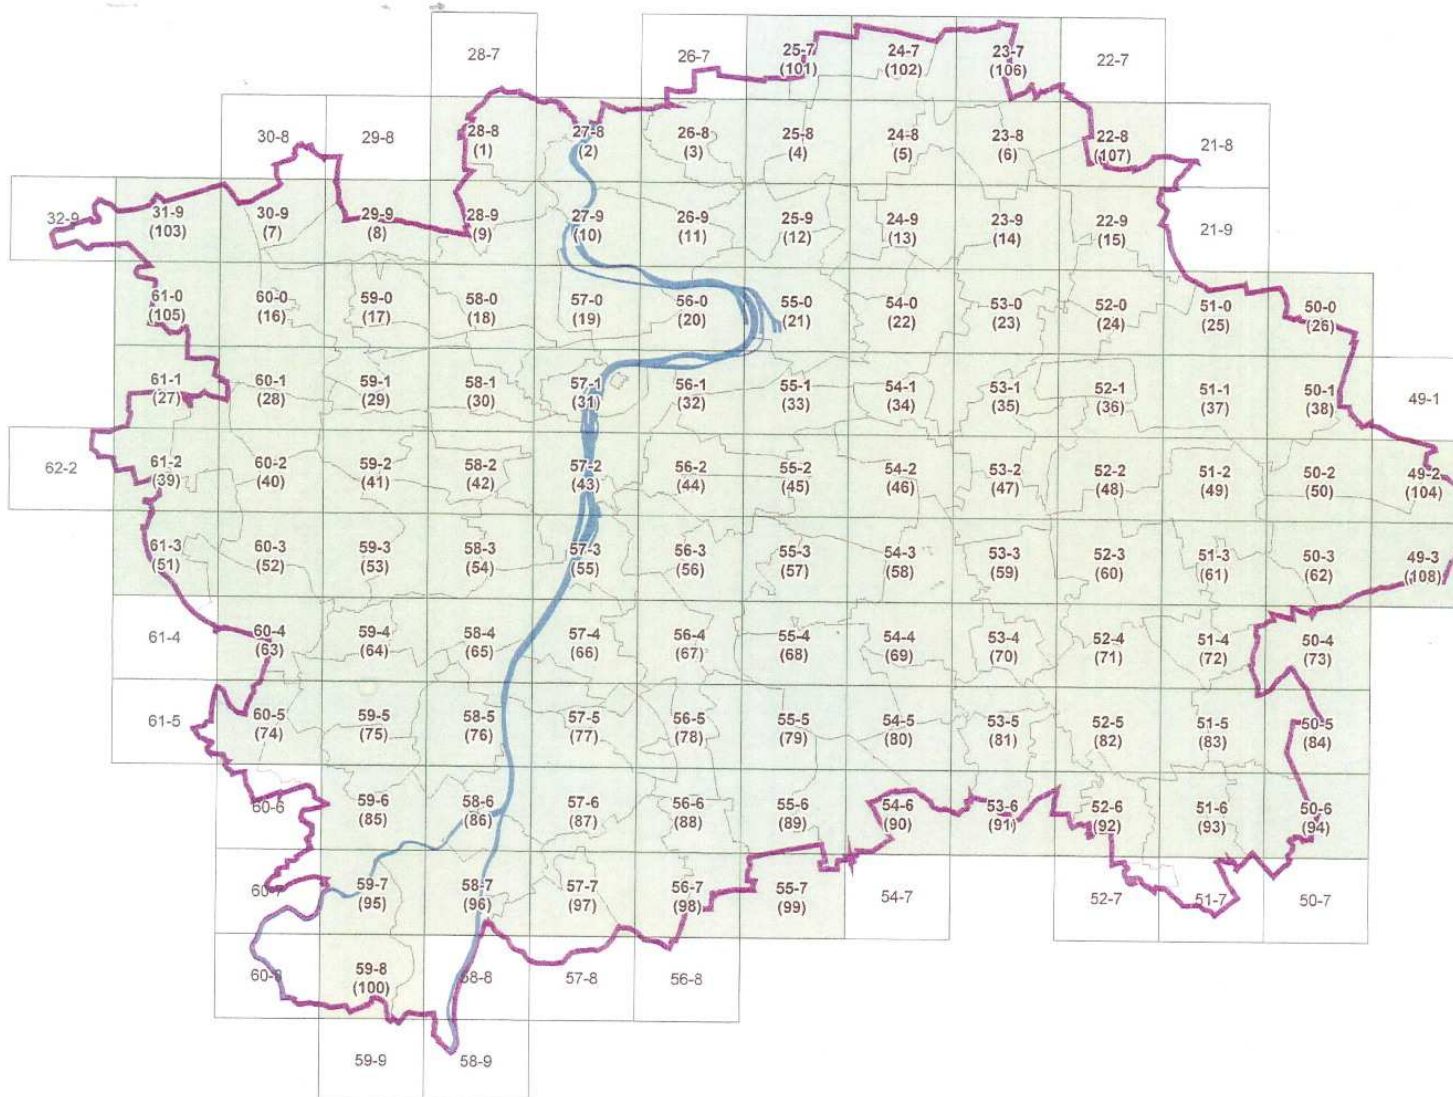 28-7 26-7 25-7 24-7 23-7 22-7
(101) (102) (106)
30-8 29-8 28-8 27-8 26-8 25-8 24-8 23-8 22-8 21-8
(1) (2) (3) (4) (5) (6) (107)
32-9 31-9 30-9 29-9 28-9 27-9 26-9 25-9 24-9 23-9 22-9 21-9
(103) (7) (8) (9) (10) (11) (12) (13) (14) (15)
61-0 60-0 59-0 58-0 57-0 56-0 55-0 54-0 53-0 52-0 51-0 50-0
(105) (16) (17) (18) (19) (20) (21) (22) (23) (24) (25) (26)
61-1 60-1 59-1 58-1 57-1 56-1 55-1 54-1 53-1 52-1 51-1 50-1 49-1
(27) (28) (29) (30) (31) (32) (33) (34) (35) (36) (37) (38)
62-2 61-2 60-2 59-2 58-2 57-2 56-2 55-2 54-2 53-2 52-2 51-2 50-2 49-2
(39) (40) (41) (42) (43) (44) (45) (46) (47) (48) (49) (50) (104)
61-3 60-3 59-3 58-3 57-3 56-3 55-3 54-3 53-3 52-3 51-3 50-3 49-3
(51) (52) (53) (54) (55) (56) (57) (58) (59) (60) (61) (62) (108)
61-4 60-4 59-4 58-4 57-4 56-4 55-4 54-4 53-4 52-4 51-4 50-4
(63) (64) (65) (66) (67) (68) (69) (70) (71) (72) (73)
61-5 60-5 59-5 58-5 57-5 56-5 55-5 54-5 53-5 52-5 51-5 50-5
(74) (75) (76) (77) (78) (79) (80) (81) (82) (83) (84)
60-6 59-6 58-6 57-6 56-6 55-6 54-6 53-6 52-6 51-6 50-6
(85) (86) (87) (88) (89) (90) (91) (92) (93) (94)
60-7 59-7 58-7 57-7 56-7 55-7 54-7 52-7 51-7 50-7
(95) (96) (97) (98) (99)
60-8 59-8 58-8 57-8 56-8
(100)
59-9 58-9